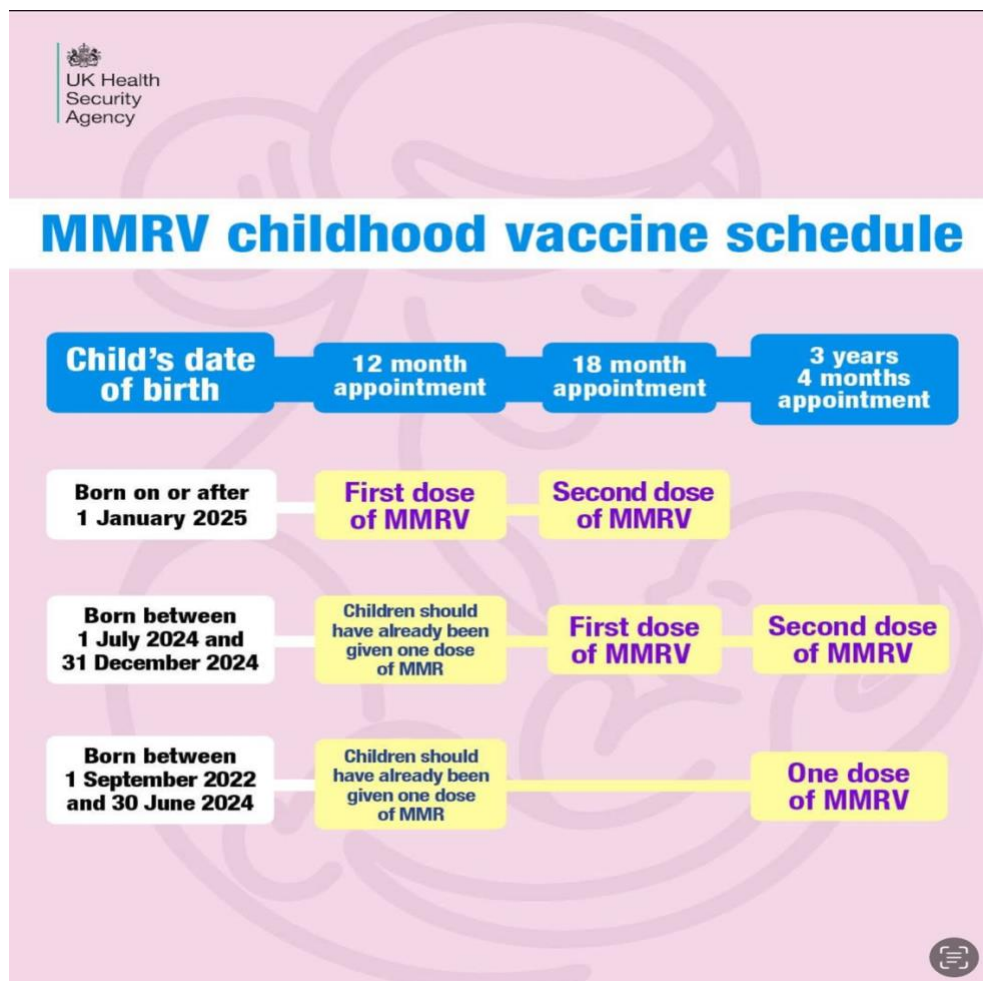 UK Health
Security
Agency
MMRV childhood vaccine schedule
Child's date
of birth
12 month
appointment
18 month
appointment
3 years
4 months
appointment
Born on or after
1 January 2025
First dose
of MMRV
Second dose
of MMRV
Born between
1 July 2024 and
31 December 2024
Children should
have already been
given one dose
of MMR
First dose
of MMRV
Second dose
of MMRV
Born between
1 September 2022
and 30 June 2024
Children should
have already been
given one dose
of MMR
One dose
of MMRV